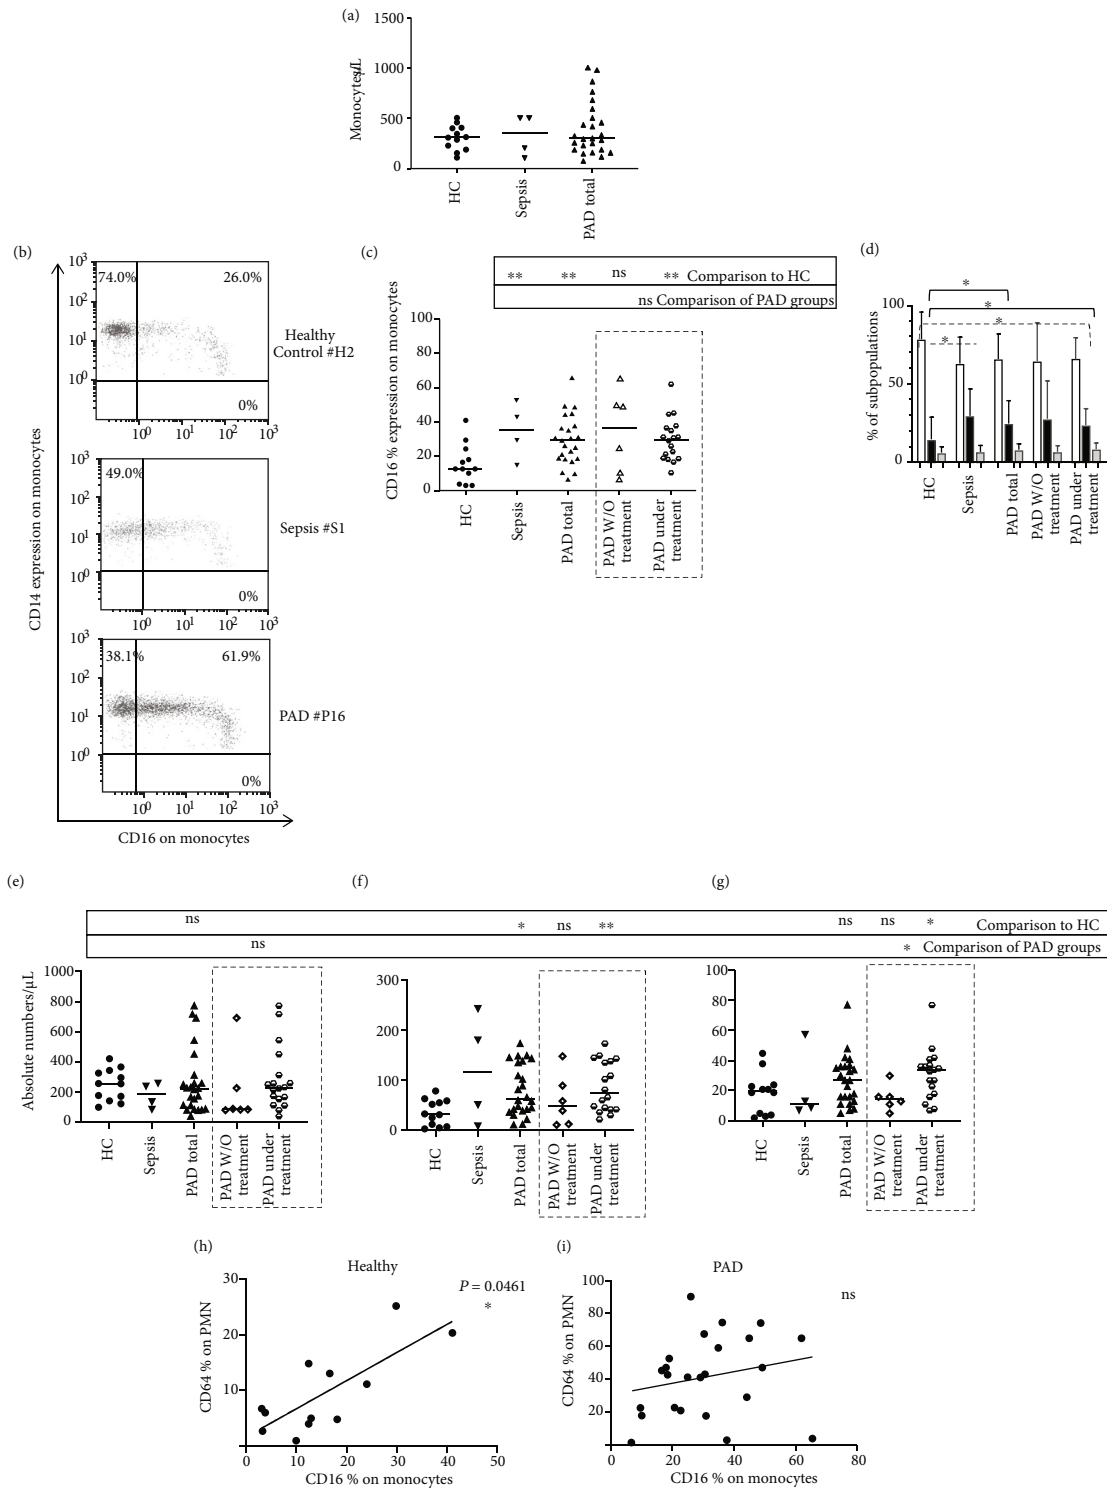 (a)
1500
1000
500
0
Monocytes/L
HC
Sepsis
PAD total
(b)
10³
10²
10¹
10⁰
74.0%
26.0%
0%
10⁰ 10¹ 10² 10³
Healthy
Control #H2
10³
10²
10¹
10⁰
49.0%
0%
10⁰ 10¹ 10² 10³
Sepsis #S1
10³
10²
10¹
10⁰
38.1%
61.9%
0%
10⁰ 10¹ 10² 10³
PAD #P16
CD14 expression on monocytes
CD16 on monocytes
(c)
** ** ns ** Comparison to HC
ns Comparison of PAD groups
100
80
60
40
20
0
CD16 % expression on monocytes
HC
Sepsis
PAD total
PAD W/O
treatment
PAD under
treatment
(d)
*
*
*
*
100
50
0
% of subpopulations
HC
Sepsis
PAD total
PAD W/O
treatment
PAD under
treatment
(e)
(f)
(g)
ns * ns ** ns ns * Comparison to HC
ns * Comparison of PAD groups
1000
800
600
400
200
0
Absolute numbers/μL
HC
Sepsis
PAD total
PAD W/O
treatment
PAD under
treatment
300
200
100
0
HC
Sepsis
PAD total
PAD W/O
treatment
PAD under
treatment
100
80
60
40
20
0
HC
Sepsis
PAD total
PAD W/O
treatment
PAD under
treatment
(h)
Healthy
P = 0.0461
*
30
20
10
CD64 % on PMN
0 10 20 30 40 50
CD16 % on monocytes
(i)
PAD
ns
100
80
60
40
20
CD64 % on PMN
0 20 40 60 80
CD16 % on monocytes